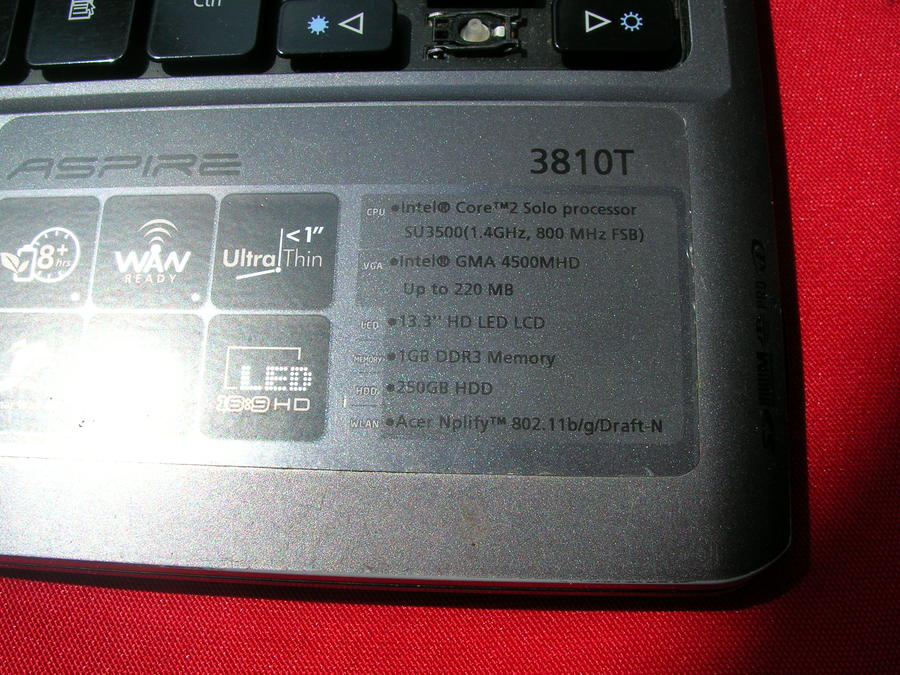 Ctrl
ASPIRE
3810T
8+
hrs
WAN
READY
Ultra Thin
<1"
LED
16:9 HD
CPU •Intel® Core™2 Solo processor
SU3500(1.4GHz, 800 MHz FSB)
VGA •Intel® GMA 4500MHD
Up to 220 MB
LCD •13.3'' HD LED LCD
MEMORY •1GB DDR3 Memory
HDD •250GB HDD
WLAN •Acer Nplify™ 802.11b/g/Draft-N